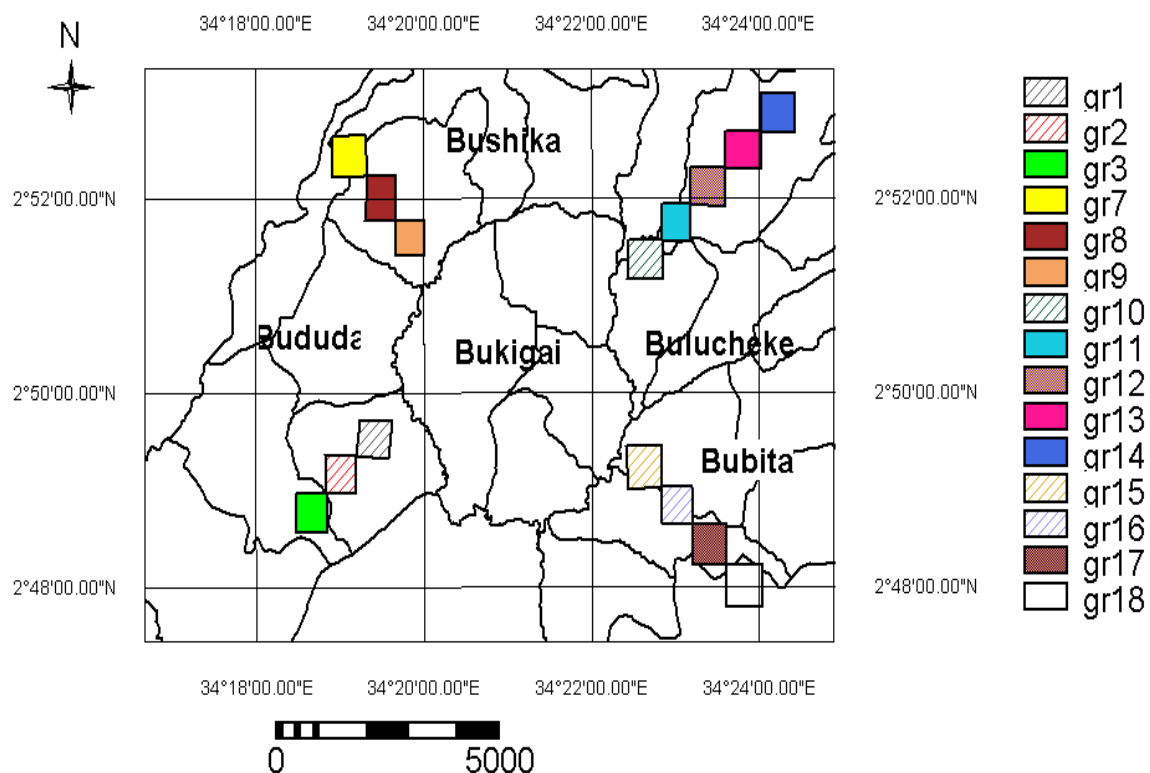 34°18'00.00"E 34°20'00.00"E 34°22'00.00"E 34°24'00.00"E
N
gr1
gr2
gr3
gr7
gr8
gr9
gr10
gr11
gr12
gr13
gr14
gr15
gr16
gr17
gr18
Bushika
2°52'00.00"N 2°52'00.00"N
Bududa
Bukigai
Bulucheke
2°50'00.00"N 2°50'00.00"N
Bubita
2°48'00.00"N 2°48'00.00"N
34°18'00.00"E 34°20'00.00"E 34°22'00.00"E 34°24'00.00"E
0 5000